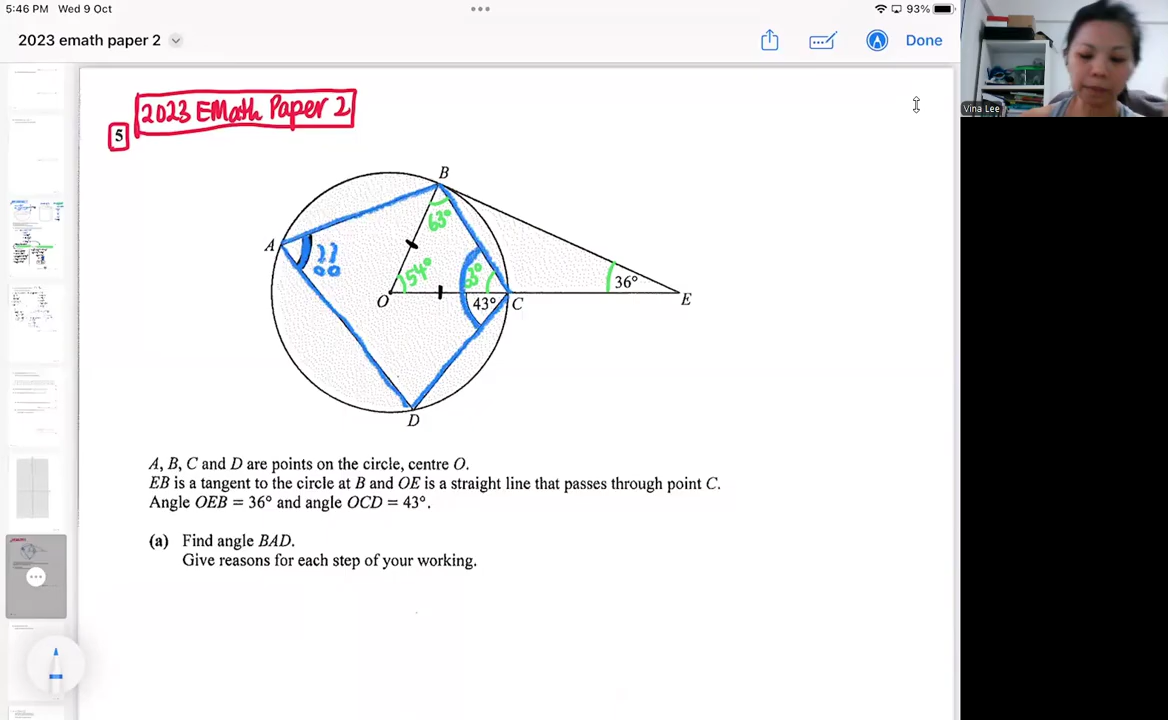 5:46 PM Wed 9 Oct
93%
2023 emath paper 2
Done
Vina Lee
2023 EMath Paper 2
5
B
A
63°
??
54°
63°
36°
O
43°
C
E
D
A, B, C and D are points on the circle, centre O.
EB is a tangent to the circle at B and OE is a straight line that passes through point C.
Angle OEB = 36° and angle OCD = 43°.
(a) Find angle BAD.
Give reasons for each step of your working.